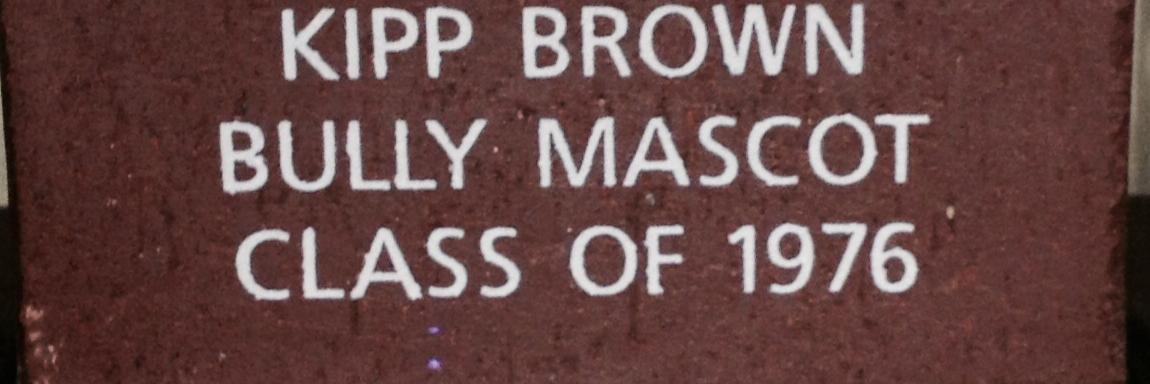 KIPP BROWN
BULLY MASCOT
CLASS OF 1976